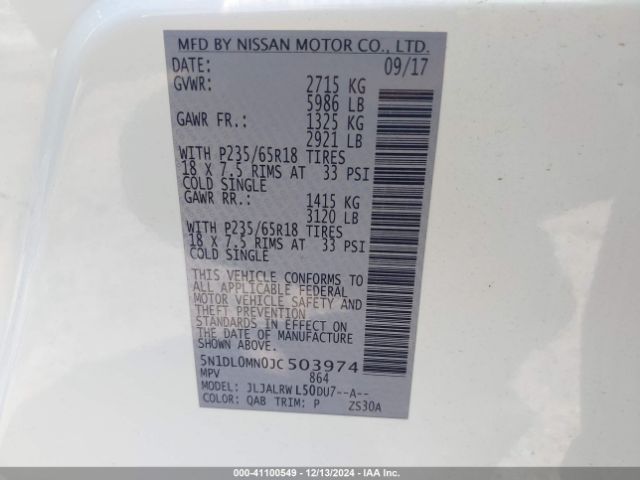 MFD BY NISSAN MOTOR CO., LTD.
DATE: 09/17
GVWR: 2715 KG
5986 LB
GAWR FR.: 1325 KG
2921 LB
WITH P235/65R18 TIRES
18 X 7.5 RIMS AT 33 PSI
COLD SINGLE
GAWR RR.: 1415 KG
3120 LB
WITH P235/65R18 TIRES
18 X 7.5 RIMS AT 33 PSI
COLD SINGLE
THIS VEHICLE CONFORMS TO
ALL APPLICABLE FEDERAL
MOTOR VEHICLE SAFETY AND
THEFT PREVENTION
STANDARDS IN EFFECT ON
THE DATE OF MANUFACTURE
SHOWN ABOVE.
5N1DL0MN0JC503974
MPV 864
MODEL: JLJALRWL50DU7--A--
COLOR: QAB TRIM: P ZS30A
000-41100549 - 12/13/2024 - IAA Inc.